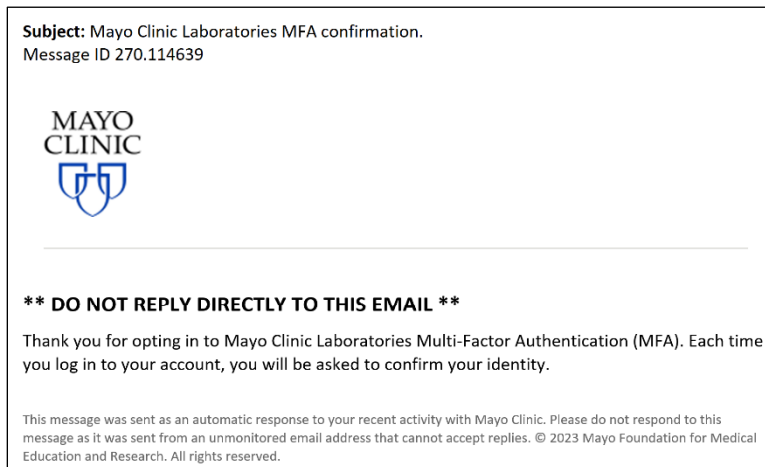 Subject: Mayo Clinic Laboratories MFA confirmation.
Message ID 270.114639
MAYO
CLINIC
** DO NOT REPLY DIRECTLY TO THIS EMAIL **
Thank you for opting in to Mayo Clinic Laboratories Multi-Factor Authentication (MFA). Each time
you log in to your account, you will be asked to confirm your identity.
This message was sent as an automatic response to your recent activity with Mayo Clinic. Please do not respond to this
message as it was sent from an unmonitored email address that cannot accept replies. © 2023 Mayo Foundation for Medical
Education and Research. All rights reserved.